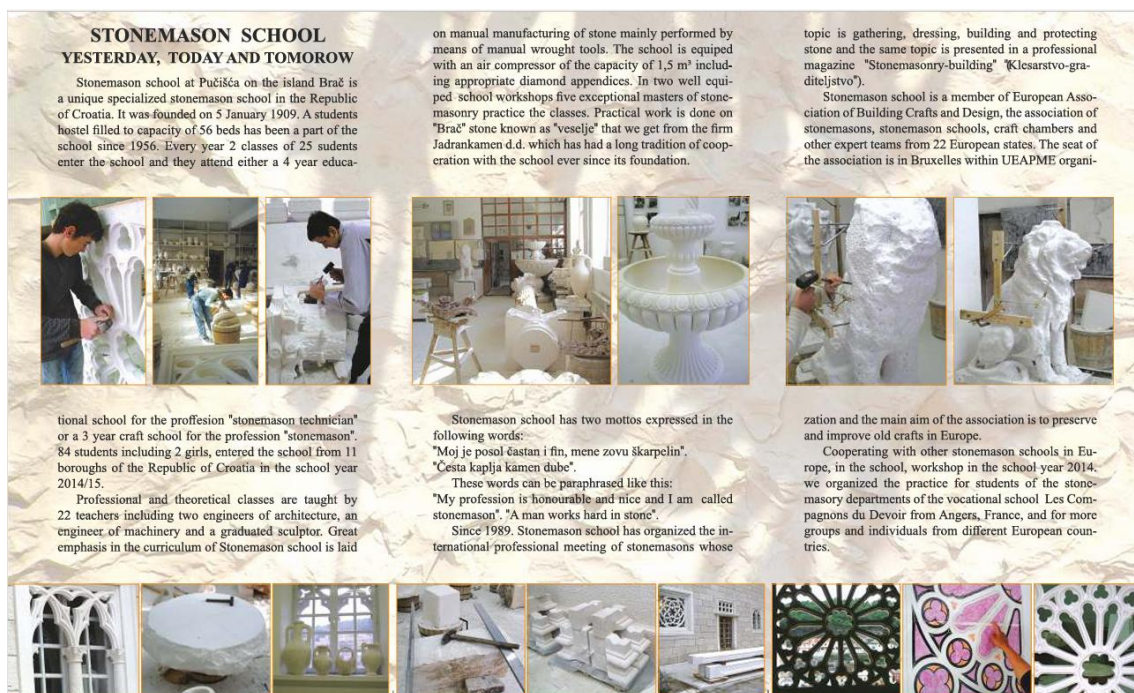 STONEMASON SCHOOL
YESTERDAY, TODAY AND TOMOROW
Stonemason school at Pučišća on the island Brač is
a unique specialized stonemason school in the Republic
of Croatia. It was founded on 5 January 1909. A students
hostel filled to capacity of 56 beds has been a part of the
school since 1956. Every year 2 classes of 25 sudents
enter the school and they attend either a 4 year educa-
tional school for the proffesion "stonemason technician"
or a 3 year craft school for the profession "stonemason".
84 students including 2 girls, entered the school from 11
boroughs of the Republic of Croatia in the school year
2014/15.
Professional and theoretical classes are taught by
22 teachers including two engineers of architecture, an
engineer of machinery and a graduated sculptor. Great
emphasis in the curriculum of Stonemason school is laid
on manual manufacturing of stone mainly performed by
means of manual wrought tools. The school is equiped
with an air compressor of the capacity of 1,5 m³ includ-
ing appropriate diamond appendices. In two well equi-
ped school workshops five exceptional masters of stone-
masonry practice the classes. Practical work is done on
"Brač" stone known as "veselje" that we get from the firm
Jadrankamen d.d. which has had a long tradition of coop-
eration with the school ever since its foundation.
Stonemason school has two mottos expressed in the
following words:
"Moj je posol častan i fin, mene zovu škarpelin".
"Česta kaplja kamen dube".
These words can be paraphrased like this:
"My profession is honourable and nice and I am called
stonemason". "A man works hard in stone".
Since 1989. Stonemason school has organized the in-
ternational professional meeting of stonemasons whose
topic is gathering, dressing, building and protecting
stone and the same topic is presented in a professional
magazine "Stonemasonry-building" "(Klesarstvo-gra-
diteljstvo").
Stonemason school is a member of European Asso-
ciation of Building Crafts and Design, the association of
stonemasons, stonemason schools, craft chambers and
other expert teams from 22 European states. The seat of
the association is in Bruxelles within UEAPME organi-
zation and the main aim of the association is to preserve
and improve old crafts in Europe.
Cooperating with other stonemason schools in Eu-
rope, in the school, workshop in the school year 2014.
we organized the practice for students of the stone-
masory departments of the vocational school Les Com-
pagnons du Devoir from Angers, France, and for more
groups and individuals from different European coun-
tries.